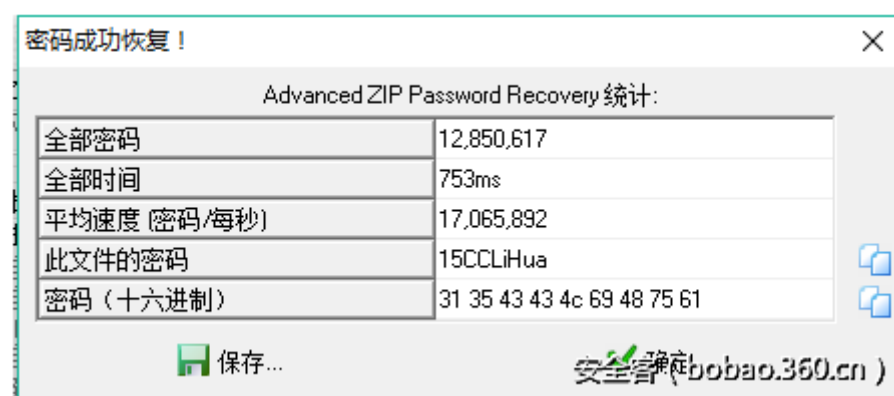 密码成功恢复！
Advanced ZIP Password Recovery 统计:
全部密码 12,850,617
全部时间 753ms
平均速度 (密码/每秒) 17,065,892
此文件的密码 15CCLiHua
密码（十六进制） 31 35 43 43 4c 69 48 75 61
保存... 确定
安全客 ( bobao.360.cn )